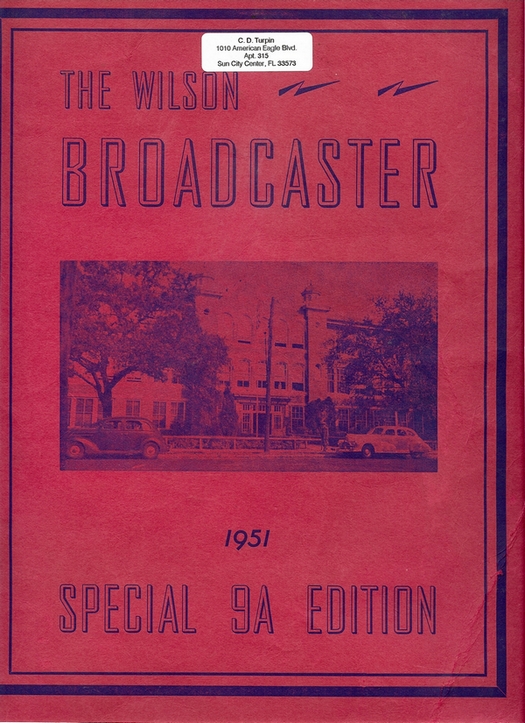 C. D. Turpin
1010 American Eagle Blvd.
Apt. 315
Sun City Center, FL 33573
THE WILSON
BROADCASTER
1951
SPECIAL 9A EDITION